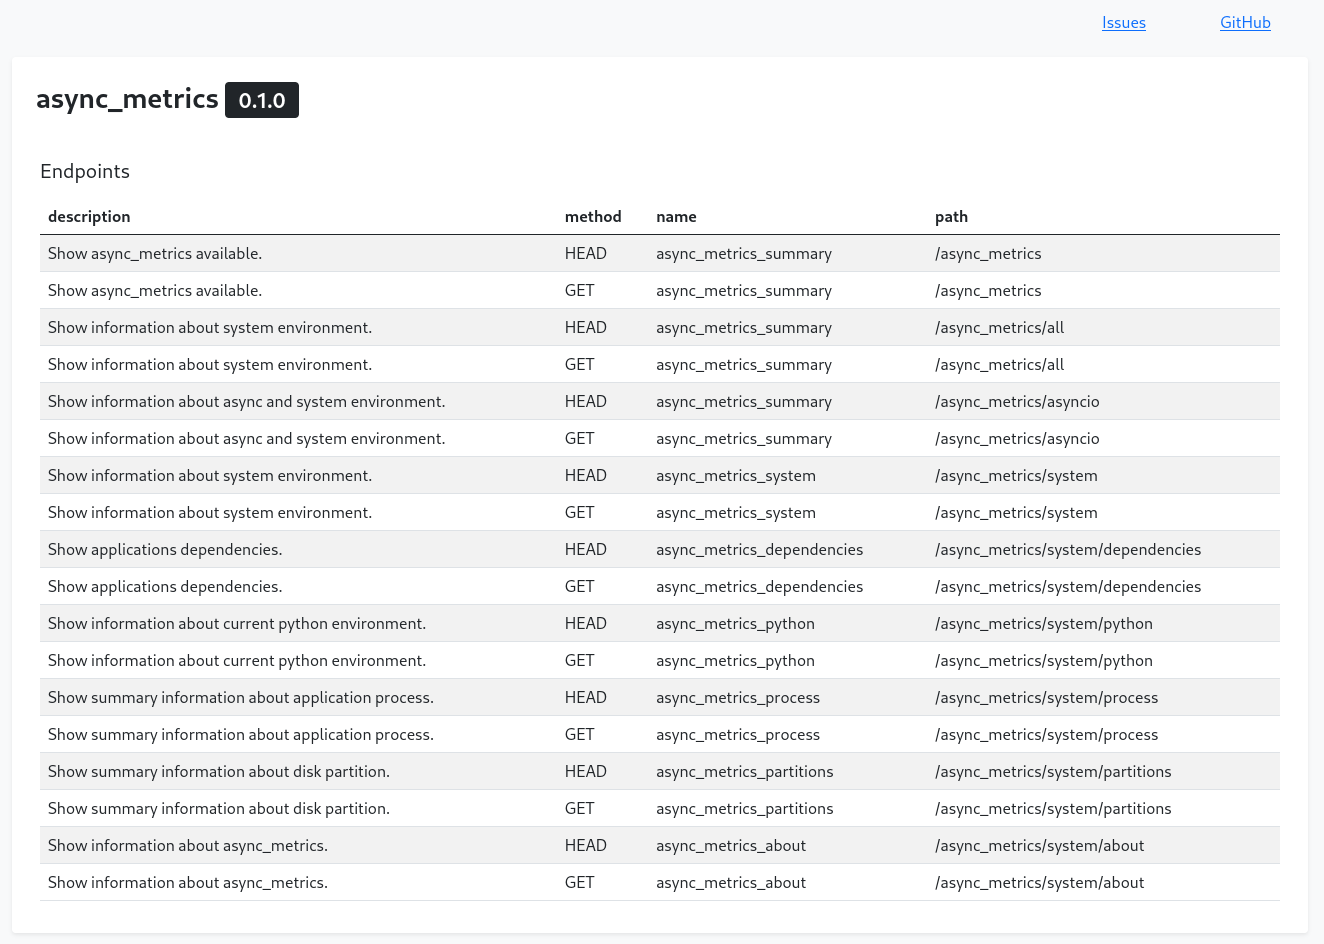 Issues GitHub
async_metrics 0.1.0
Endpoints
description method name path
Show async_metrics available. HEAD async_metrics_summary /async_metrics
Show async_metrics available. GET async_metrics_summary /async_metrics
Show information about system environment. HEAD async_metrics_summary /async_metrics/all
Show information about system environment. GET async_metrics_summary /async_metrics/all
Show information about async and system environment. HEAD async_metrics_summary /async_metrics/asyncio
Show information about async and system environment. GET async_metrics_summary /async_metrics/asyncio
Show information about system environment. HEAD async_metrics_system /async_metrics/system
Show information about system environment. GET async_metrics_system /async_metrics/system
Show applications dependencies. HEAD async_metrics_dependencies /async_metrics/system/dependencies
Show applications dependencies. GET async_metrics_dependencies /async_metrics/system/dependencies
Show information about current python environment. HEAD async_metrics_python /async_metrics/system/python
Show information about current python environment. GET async_metrics_python /async_metrics/system/python
Show summary information about application process. HEAD async_metrics_process /async_metrics/system/process
Show summary information about application process. GET async_metrics_process /async_metrics/system/process
Show summary information about disk partition. HEAD async_metrics_partitions /async_metrics/system/partitions
Show summary information about disk partition. GET async_metrics_partitions /async_metrics/system/partitions
Show information about async_metrics. HEAD async_metrics_about /async_metrics/system/about
Show information about async_metrics. GET async_metrics_about /async_metrics/system/about